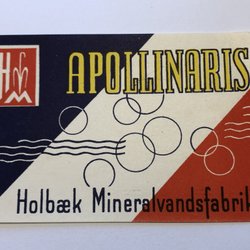 H M
APOLLINARIS
Holbæk Mineralvandsfabrik